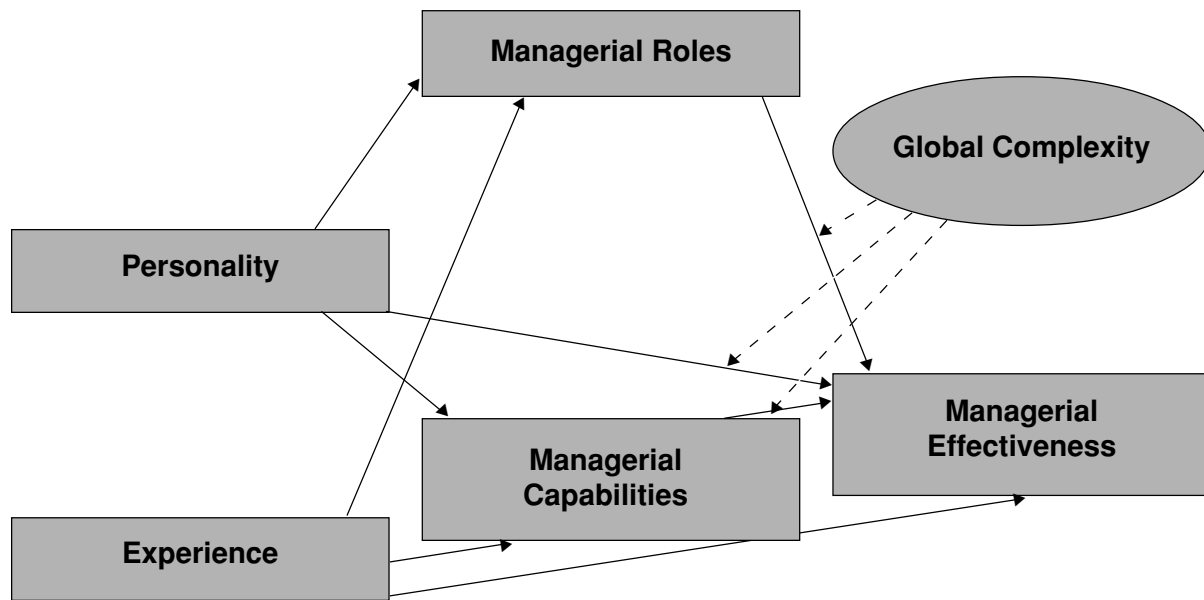 Managerial Roles
Global Complexity
Personality
Managerial
Effectiveness
Managerial
Capabilities
Experience